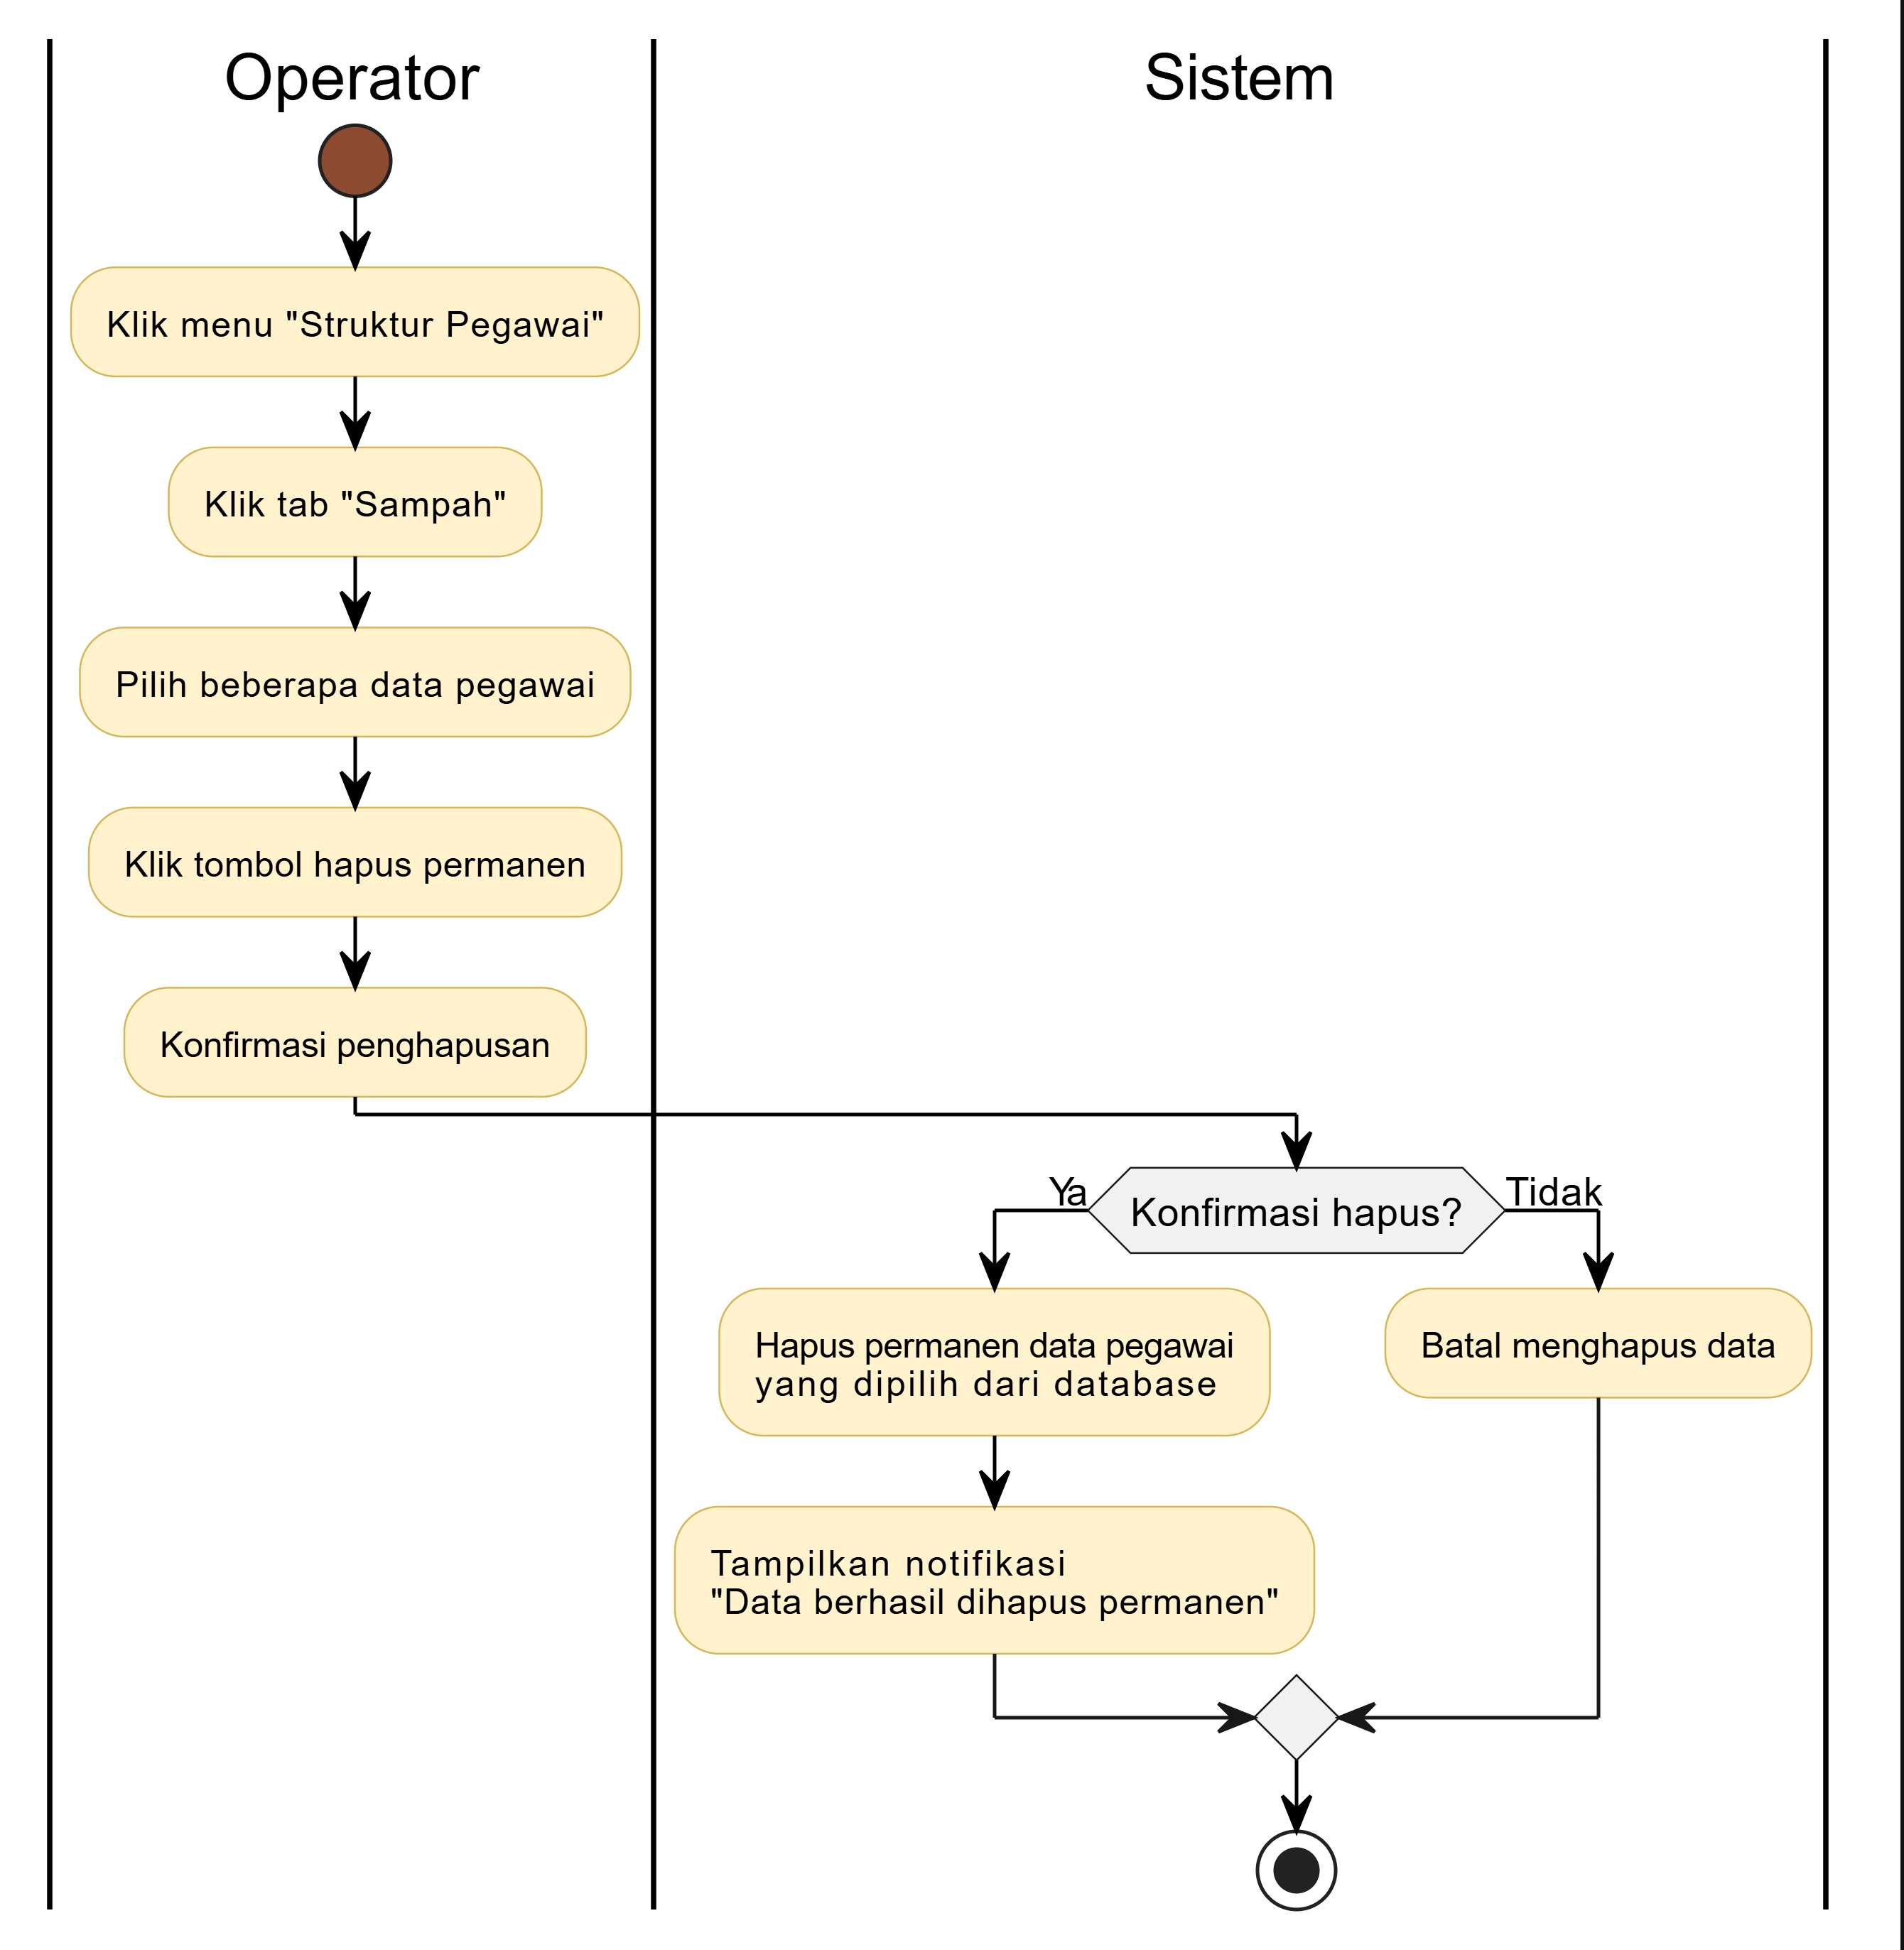 Operator
Sistem
Klik menu "Struktur Pegawai"
Klik tab "Sampah"
Pilih beberapa data pegawai
Klik tombol hapus permanen
Konfirmasi penghapusan
Ya
Konfirmasi hapus?
Tidak
Hapus permanen data pegawai
yang dipilih dari database
Batal menghapus data
Tampilkan notifikasi
"Data berhasil dihapus permanen"